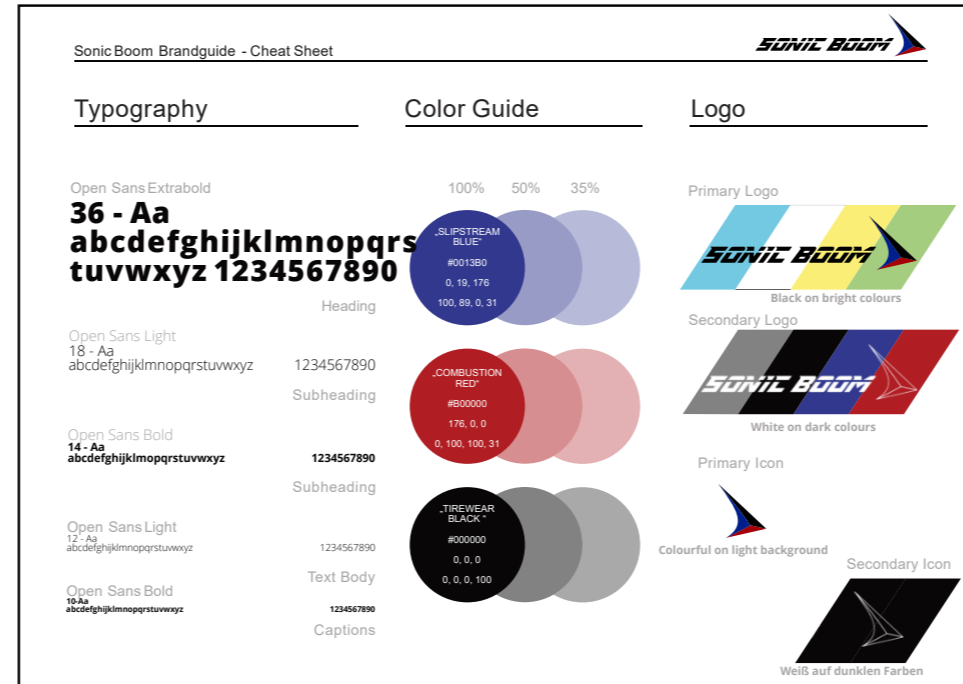 Sonic Boom Brandguide - Cheat Sheet
SONIC BOOM
Typography
Open Sans Extrabold
36 - Aa
abcdefghijklmnopqrs
tuvwxyz 1234567890
Heading
Open Sans Light
18 - Aa
abcdefghijklmnopqrstuvwxyz 1234567890
Subheading
Open Sans Bold
14 - Aa
abcdefghijklmopqrstuvwxyz 1234567890
Subheading
Open Sans Light
12 - Aa
abcdefghijklmnopqrstuvwxyz 1234567890
Text Body
Open Sans Bold
10-Aa
abcdefghijklmnopqrstuvwxyz 1234567890
Captions
Color Guide
100% 50% 35%
„SLIPSTREAM
BLUE"
#0013B0
0, 19, 176
100, 89, 0, 31
„COMBUSTION
RED"
#B00000
176, 0, 0
0, 100, 100, 31
„TIREWEAR
BLACK "
#000000
0, 0, 0
0, 0, 0, 100
Logo
Primary Logo
SONIC BOOM
Black on bright colours
Secondary Logo
SONIC BOOM
White on dark colours
Primary Icon
Colourful on light background
Secondary Icon
Weiß auf dunklen Farben